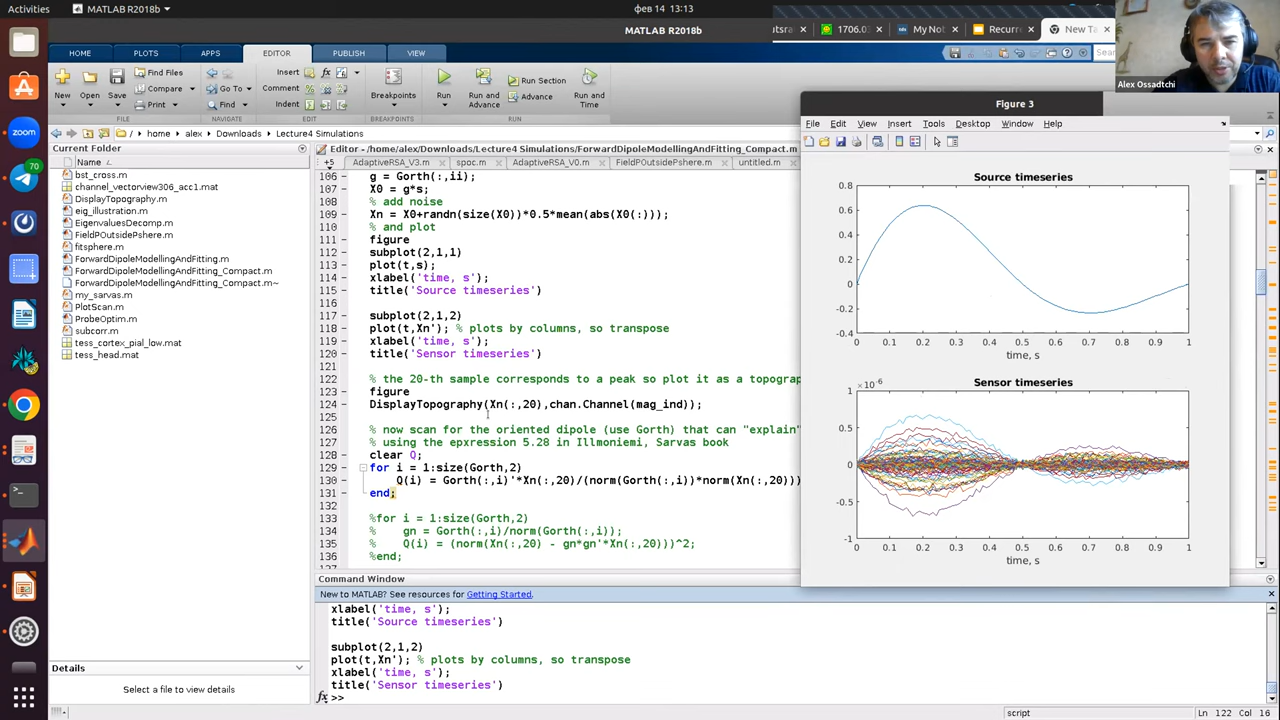 Activities
MATLAB R2018b
фев 14 13:13
MATLAB R2018b
1706.0
My No
Recurre
New Ta
Alex Ossadtchi
HOME
PLOTS
APPS
EDITOR
PUBLISH
VIEW
New
Open
Save
Find Files
Compare
Print
Go To
Find
Insert
Comment
Indent
Breakpoints
Run
Run and Advance
Run Section
Advance
Run and Time
FILE
NAVIGATE
EDIT
BREAKPOINTS
RUN
/ home alex Downloads Lecture4 Simulations
Current Folder
Name
bst_cross.m
channel_vectorview306_acc1.mat
DisplayTopography.m
eig_illustration.m
EigenvaluesDecomp.m
FieldPOutsidePshere.m
fitsphere.m
ForwardDipoleModellingAndFitting.m
ForwardDipoleModellingAndFitting_Compact.m
ForwardDipoleModellingAndFitting_Compact.m~
my_sarvas.m
PlotScan.m
ProbeOptim.m
subcorr.m
tess_cortex_pial_low.mat
tess_head.mat
Details
Select a file to view details
Editor - /home/alex/Downloads/Lecture4 Simulations/ForwardDipoleModellingAndFitting_Compact.m
+5 AdaptiveRSA_V3.m spoc.m AdaptiveRSA_V0.m FieldPOutsidePshere.m untitled.m
106 g = Gorth(:,ii);
107 X0 = g*s;
108 % add noise
109 Xn = X0+randn(size(X0))*0.5*mean(abs(X0(:)));
110 % and plot
111 figure
112 subplot(2,1,1)
113 plot(t,s);
114 xlabel('time, s');
115 title('Source timeseries')
116
117 subplot(2,1,2)
118 plot(t,Xn'); % plots by columns, so transpose
119 xlabel('time, s');
120 title('Sensor timeseries')
121
122 % the 20-th sample corresponds to a peak so plot it as a topograp
123 figure
124 DisplayTopography(Xn(:,20),chan.Channel(mag_ind));
125
126 % now scan for the oriented dipole (use Gorth) that can "explain"
127 % using the epxression 5.28 in Illmoniemi, Sarvas book
128 clear Q;
129 for i = 1:size(Gorth,2)
130 Q(i) = Gorth(:,i)'*Xn(:,20)/(norm(Gorth(:,i))*norm(Xn(:,20)))
131 end;
132
133 %for i = 1:size(Gorth,2)
134 % gn = Gorth(:,i)/norm(Gorth(:,i));
135 % Q(i) = (norm(Xn(:,20) - gn*gn'*Xn(:,20)))^2;
136 %end;
Command Window
New to MATLAB? See resources for Getting Started.
xlabel('time, s');
title('Source timeseries')
subplot(2,1,2)
plot(t,Xn'); % plots by columns, so transpose
xlabel('time, s');
title('Sensor timeseries')
fx >>
script
Ln 122 Col 16
Figure 3
File Edit View Insert Tools Desktop Window Help
Source timeseries
0.8
0.6
0.4
0.2
0
-0.2
-0.4
0 0.1 0.2 0.3 0.4 0.5 0.6 0.7 0.8 0.9 1
time, s
Sensor timeseries
×10-6
1
0.5
0
-0.5
-1
0 0.1 0.2 0.3 0.4 0.5 0.6 0.7 0.8 0.9 1
time, s
zoom
70